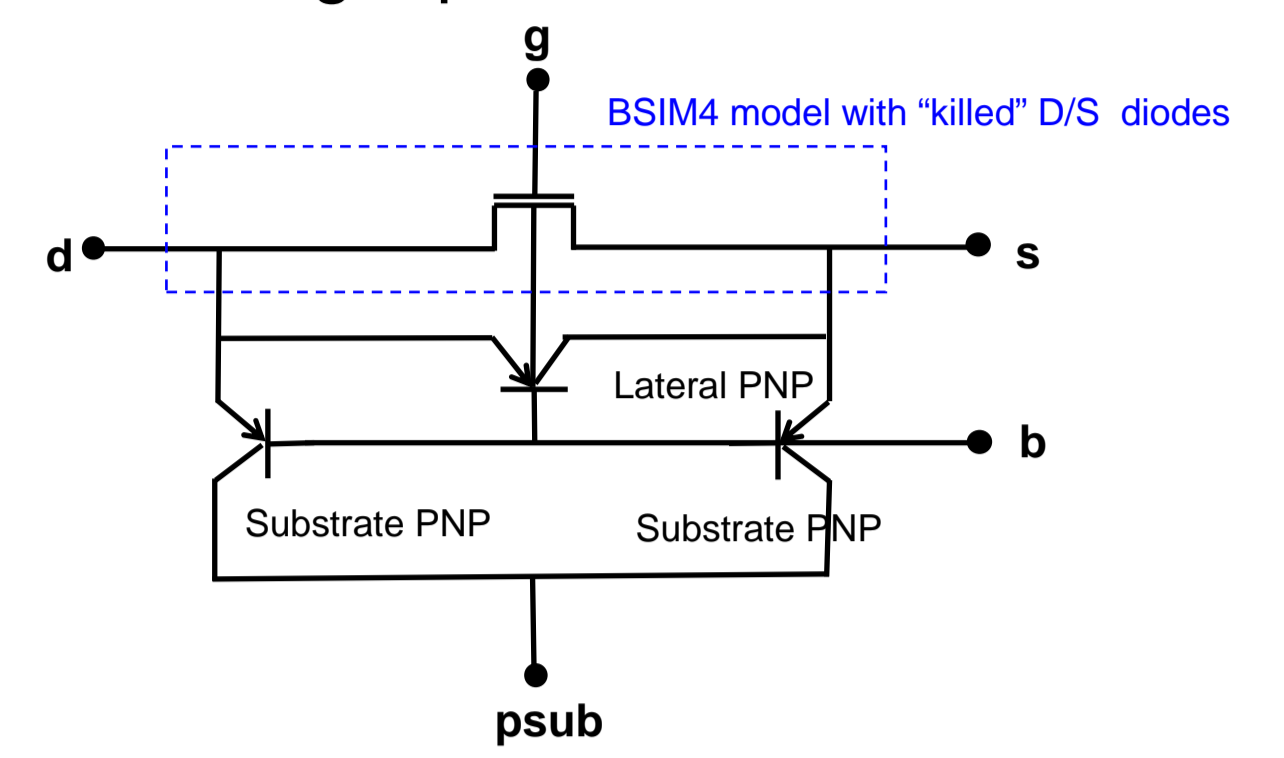 g
BSIM4 model with “killed” D/S diodes
d
s
Lateral PNP
b
Substrate PNP
Substrate PNP
psub